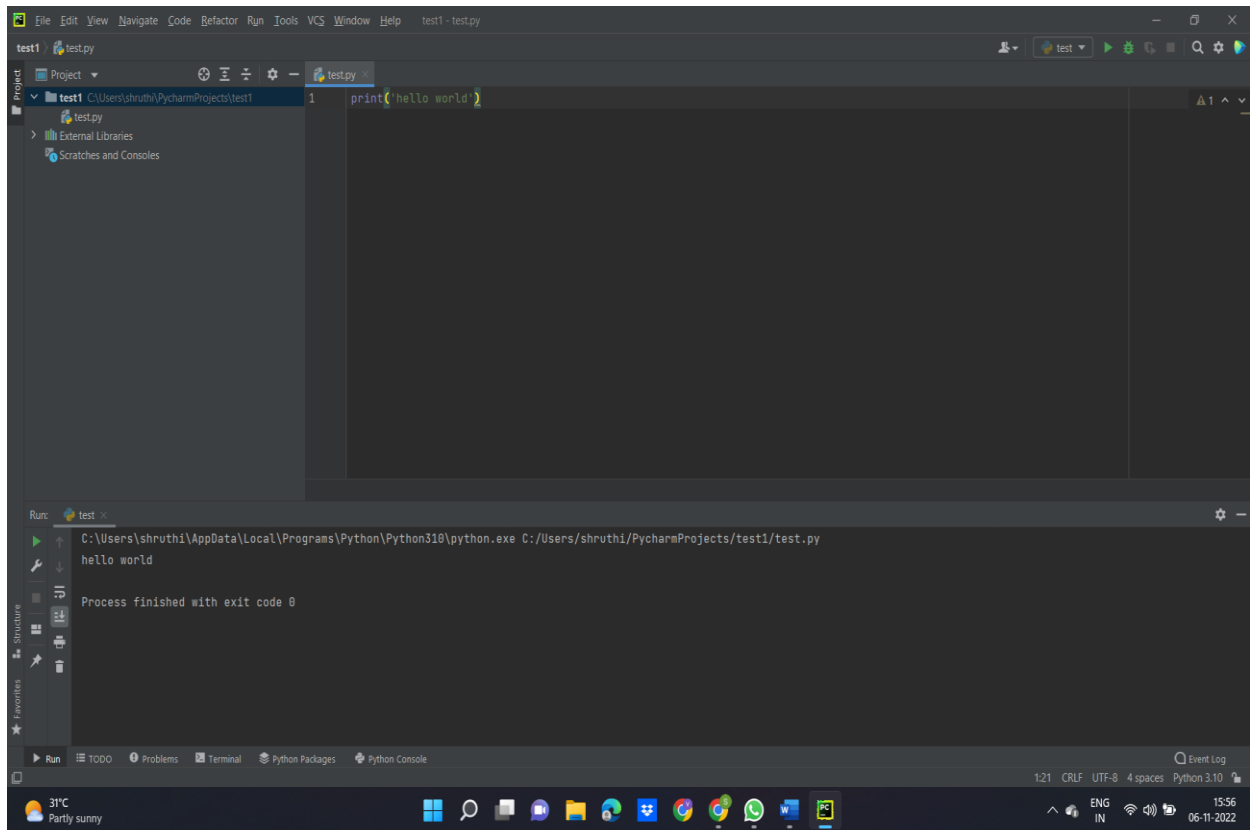 File Edit View Navigate Code Refactor Run Tools VCS Window Help test1 - test.py
test1 test.py
test
Project
Project
test.py
test1 C:\Users\shruthi\PycharmProjects\test1
test.py
External Libraries
Scratches and Consoles
1 print('hello world')
1
Run: test
C:\Users\shruthi\AppData\Local\Programs\Python\Python310\python.exe C:/Users/shruthi/PycharmProjects/test1/test.py
hello world
Process finished with exit code 0
Structure
Favorites
Run TODO Problems Terminal Python Packages Python Console Event Log
1:21 CRLF UTF-8 4 spaces Python 3.10
31°C
Partly sunny
ENG
IN
15:56
06-11-2022